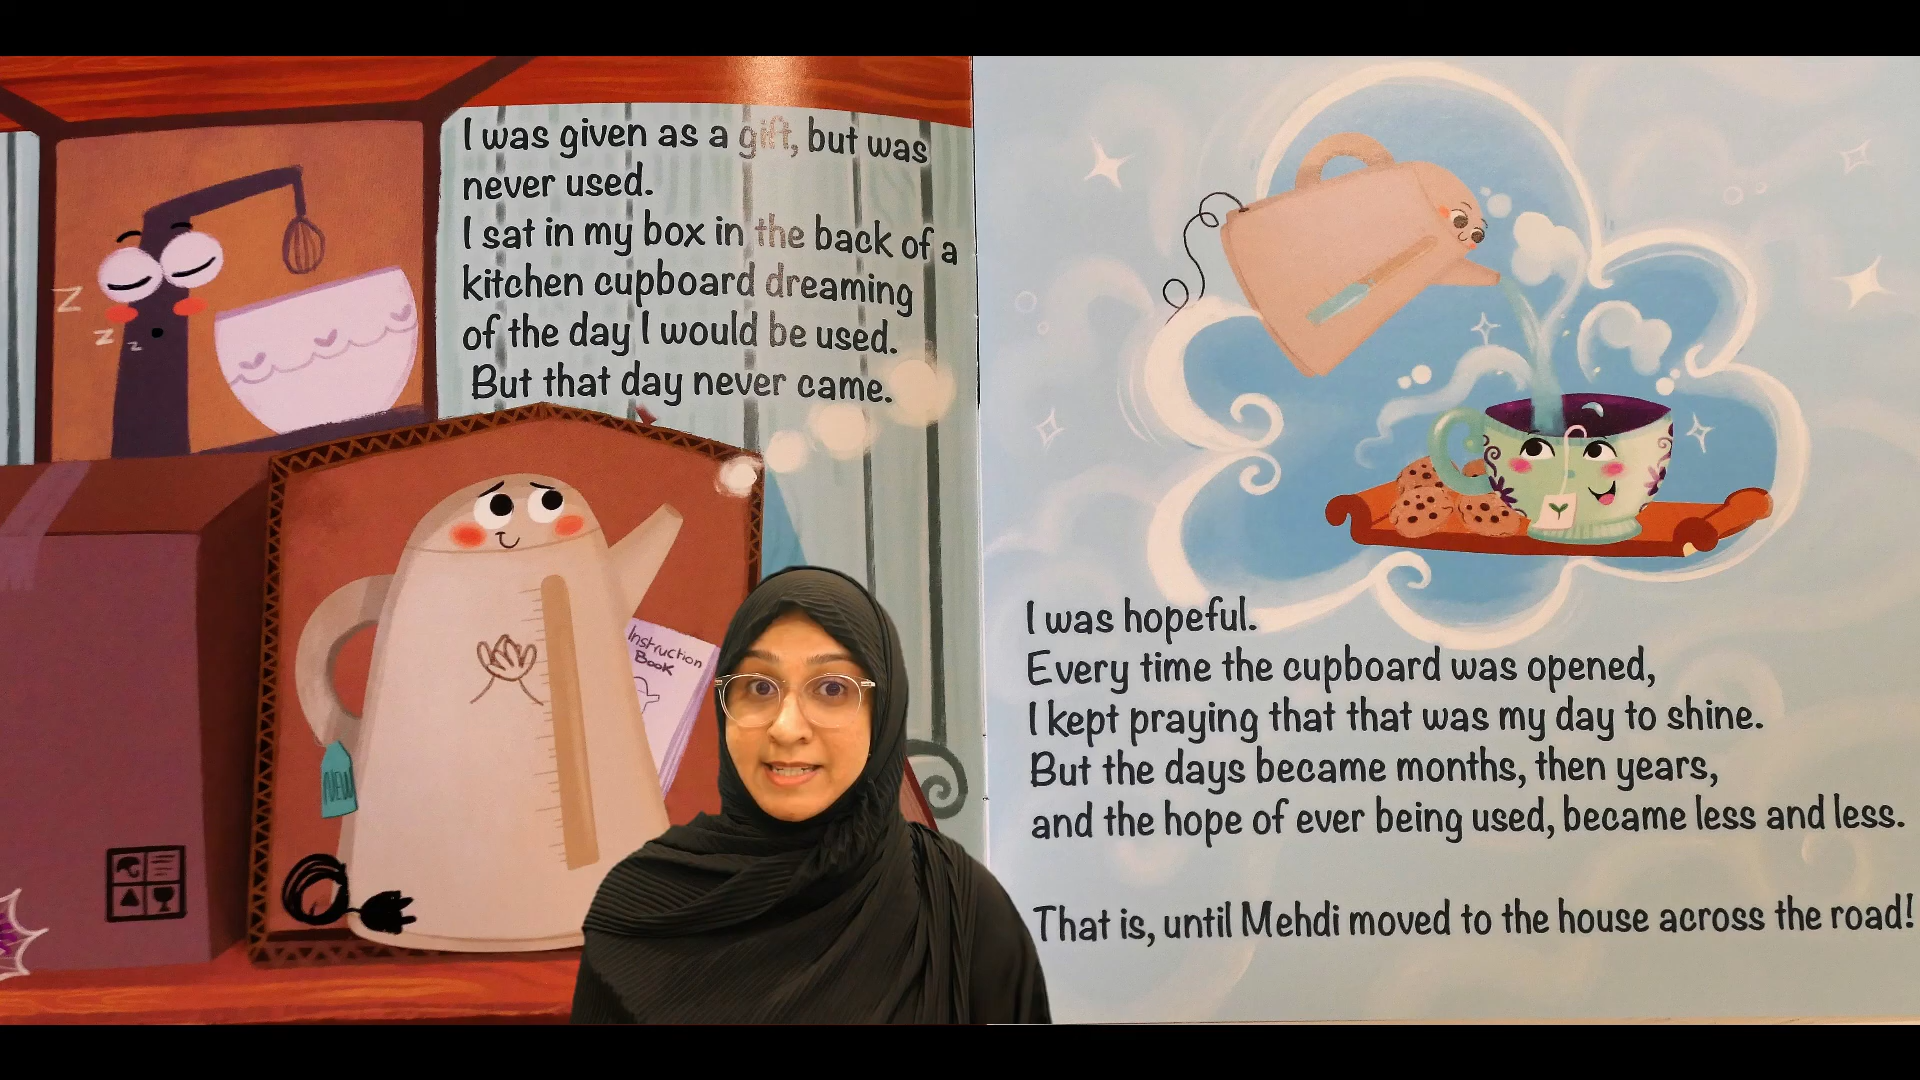 I was given as a gift, but was
never used.
I sat in my box in the back of a
kitchen cupboard dreaming
of the day I would be used.
But that day never came.
Z
Z
Z
Instruction
Book
NEW
I was hopeful.
Every time the cupboard was opened,
I kept praying that that was my day to shine.
But the days became months, then years,
and the hope of ever being used, became less and less.
That is, until Mehdi moved to the house across the road!